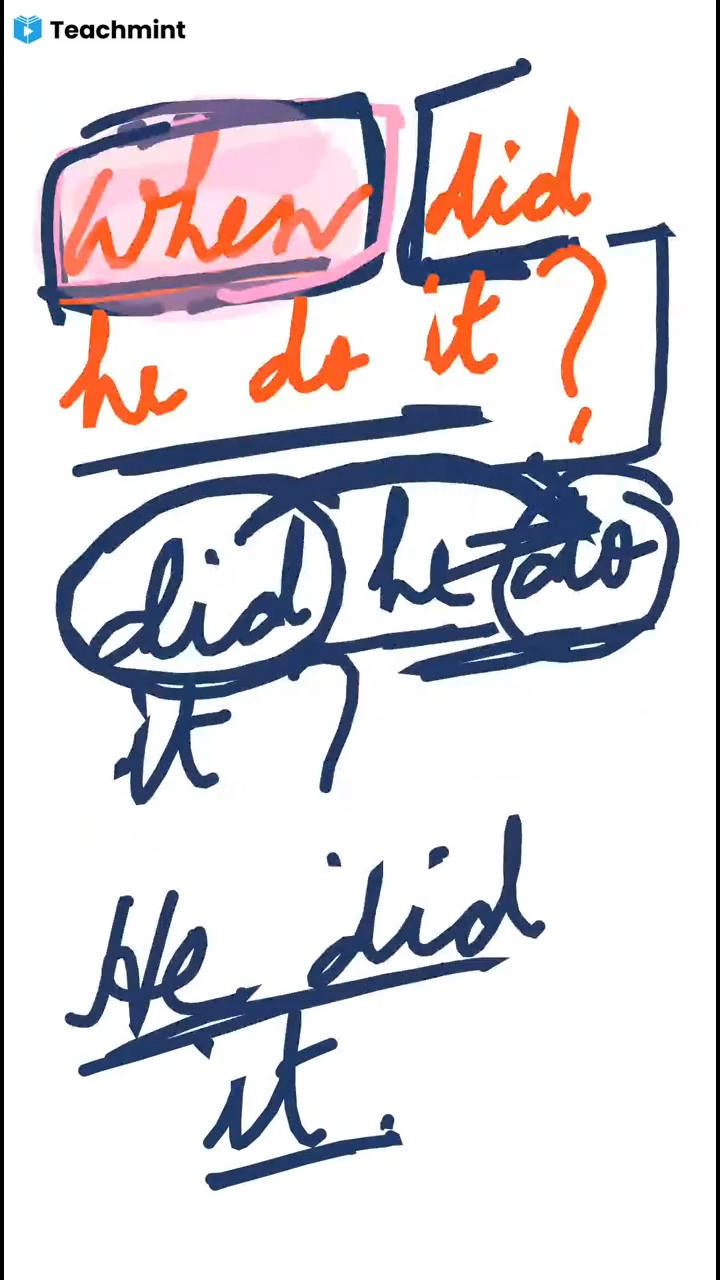 Teachmint
When did
he do it?
did he do
it?
He did
it.